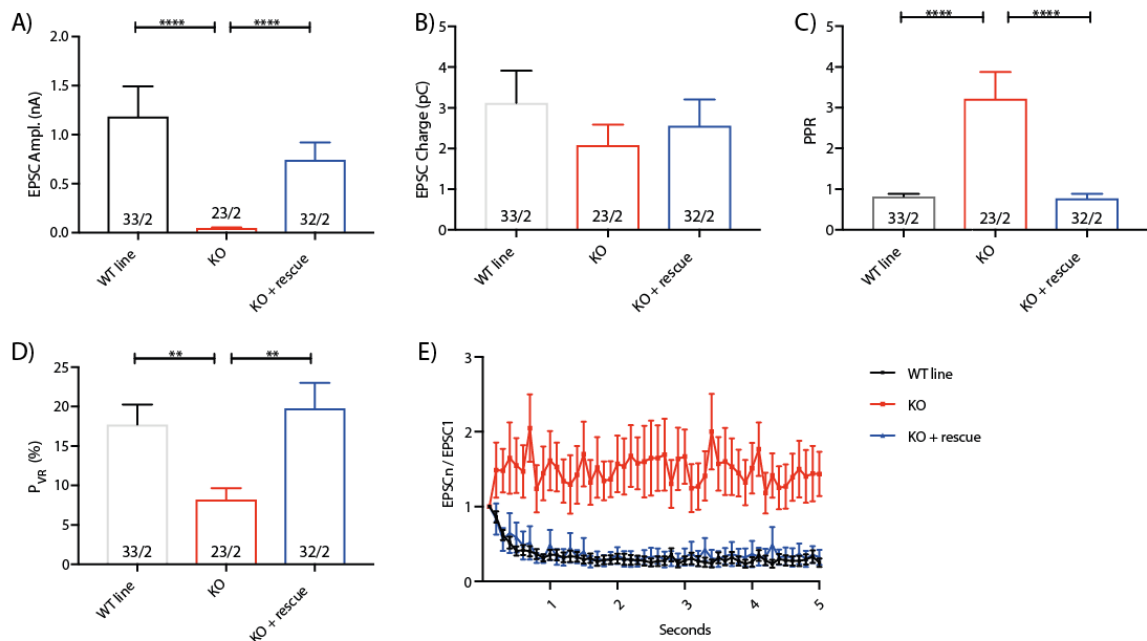 A)
****
****
EPSC Ampl. (nA)
2.0
1.5
1.0
0.5
0.0
33/2
23/2
32/2
WT line
KO
KO + rescue
B)
EPSC Charge (pC)
5
4
3
2
1
0
33/2
23/2
32/2
WT line
KO
KO + rescue
C)
****
****
PPR
5
4
3
2
1
0
33/2
23/2
32/2
WT line
KO
KO + rescue
D)
**
**
PVR (%)
25
20
15
10
5
0
33/2
23/2
32/2
WT line
KO
KO + rescue
E)
EPSCn / EPSC1
3
2
1
0
1
2
3
4
5
Seconds
WT line
KO
KO + rescue